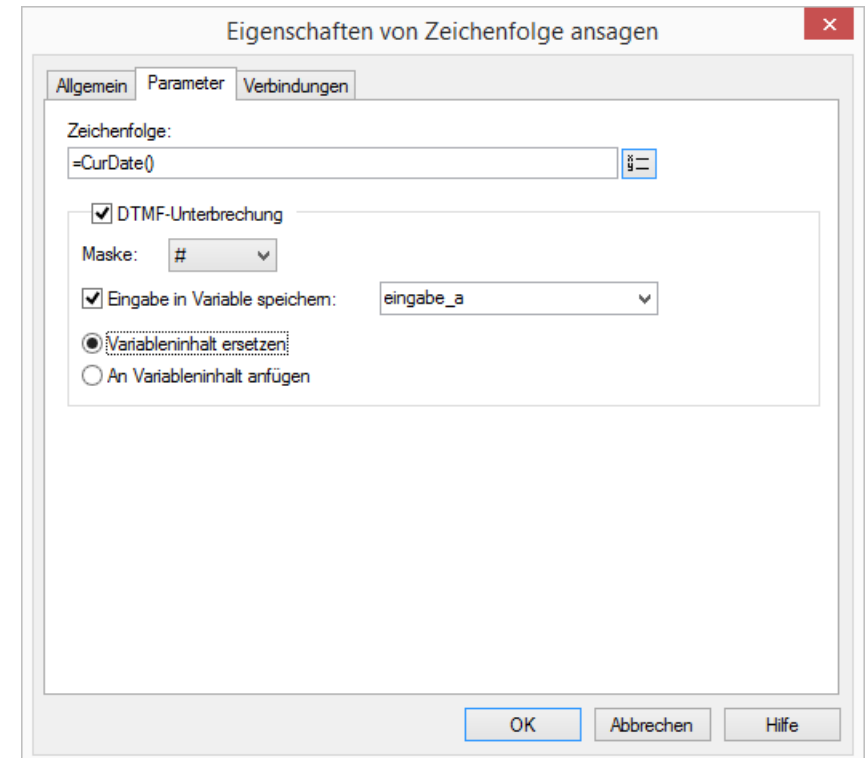 Eigenschaften von Zeichenfolge ansagen
Allgemein Parameter Verbindungen
Zeichenfolge:
=CurDate()
DTMF-Unterbrechung
Maske: #
Eingabe in Variable speichern: eingabe_a
Variableninhalt ersetzen
An Variableninhalt anfügen
OK Abbrechen Hilfe